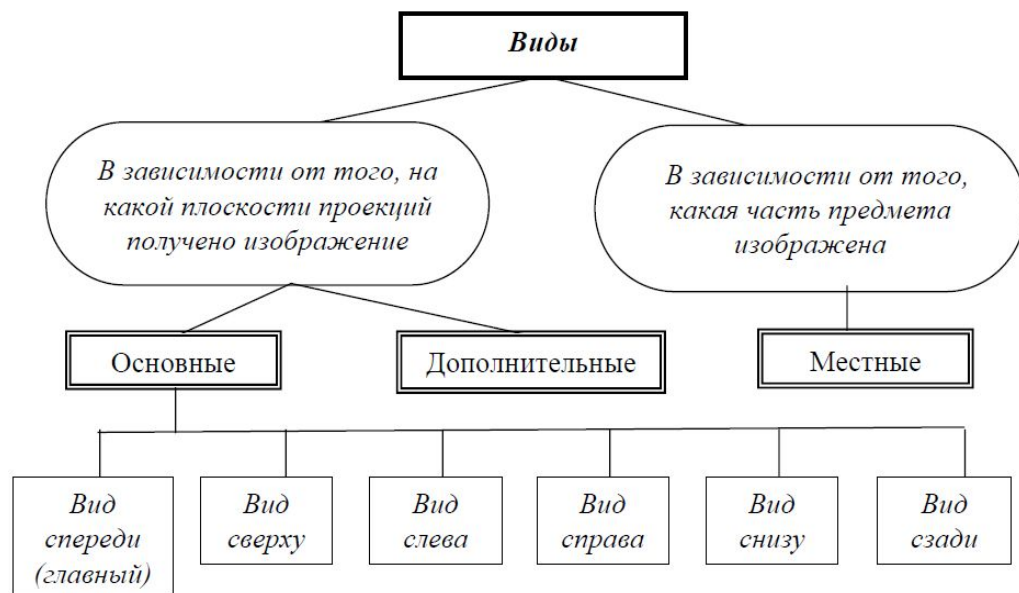 Виды
В зависимости от того, на
какой плоскости проекций
получено изображение
В зависимости от того,
какая часть предмета
изображена
Основные
Дополнительные
Местные
Вид
спереди
(главный)
Вид
сверху
Вид
слева
Вид
справа
Вид
снизу
Вид
сзади